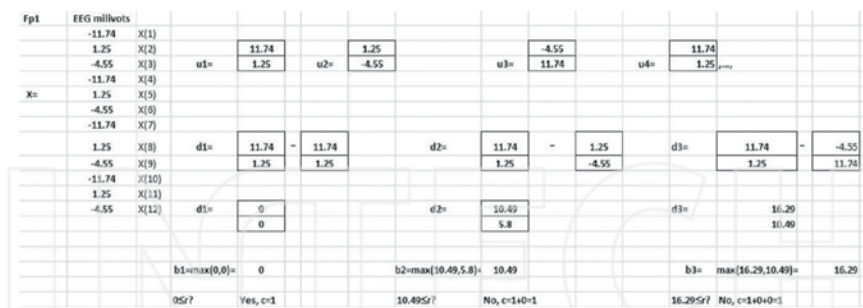 Fp1 EEG milivots
-11.74 X(1)
1.25 X(2) 11.74 1.25 -4.55 11.74
-4.55 X(3) u1= 1.25 u2= -4.55 u3= 11.74 u4= 1.25
-11.74 X(4)
X= 1.25 X(5)
-4.55 X(6)
-11.74 X(7)
1.25 X(8) d1= 11.74 - 11.74 d2= 11.74 - 1.25 d3= 11.74 - -4.55
-4.55 X(9) 1.25 1.25 1.25 -4.55 1.25 11.74
-11.74 X(10)
1.25 X(11)
-4.55 X(12) d1= 0 d2= 10.49 d3= 16.29
0 5.8 10.49
b1=max(0,0)= 0 b2=max(10.49,5.8)= 10.49 b3= max(16.29,10.49)= 16.29
0≤r? Yes, c=1 10.49≤r? No, c=1+0=1 16.29≤r? No, c=1+0+0=1
INTECH